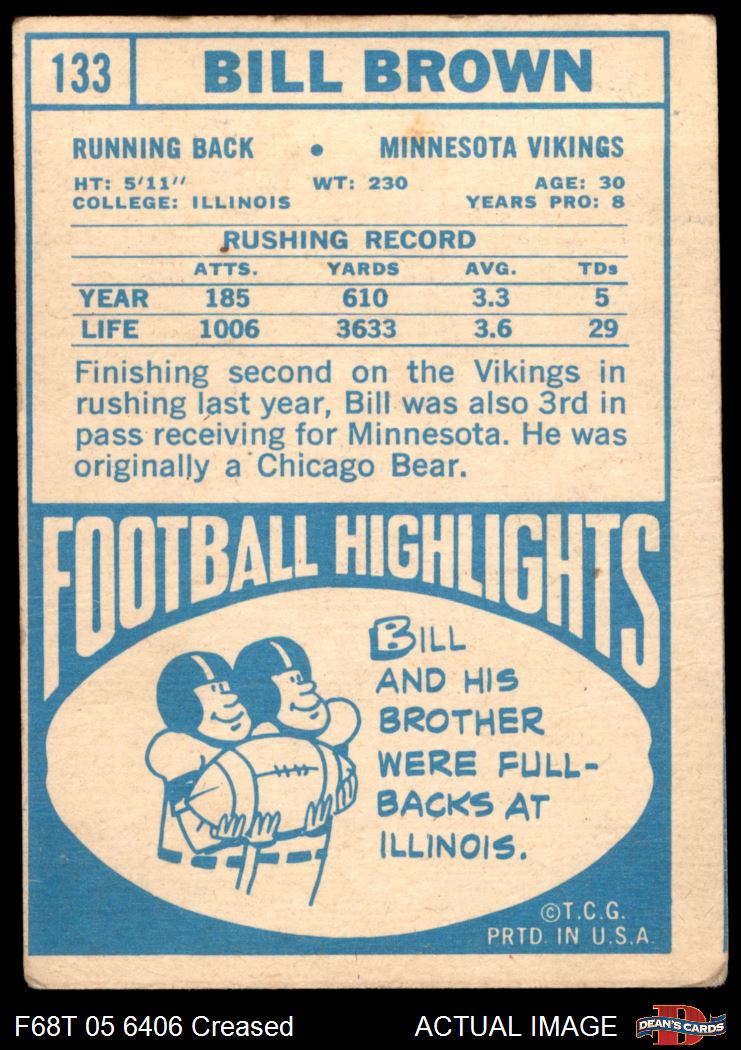 133 BILL BROWN
RUNNING BACK • MINNESOTA VIKINGS
HT: 5'11" WT: 230 AGE: 30
COLLEGE: ILLINOIS YEARS PRO: 8
RUSHING RECORD
ATTS. YARDS AVG. TDs
YEAR 185 610 3.3 5
LIFE 1006 3633 3.6 29
Finishing second on the Vikings in
rushing last year, Bill was also 3rd in
pass receiving for Minnesota. He was
originally a Chicago Bear.
FOOTBALL HIGHLIGHTS
BILL
AND HIS
BROTHER
WERE FULL-
BACKS AT
ILLINOIS.
©T.C.G.
PRTD. IN U.S.A.
F68T 05 6406 Creased ACTUAL IMAGE DEAN'S CARDS